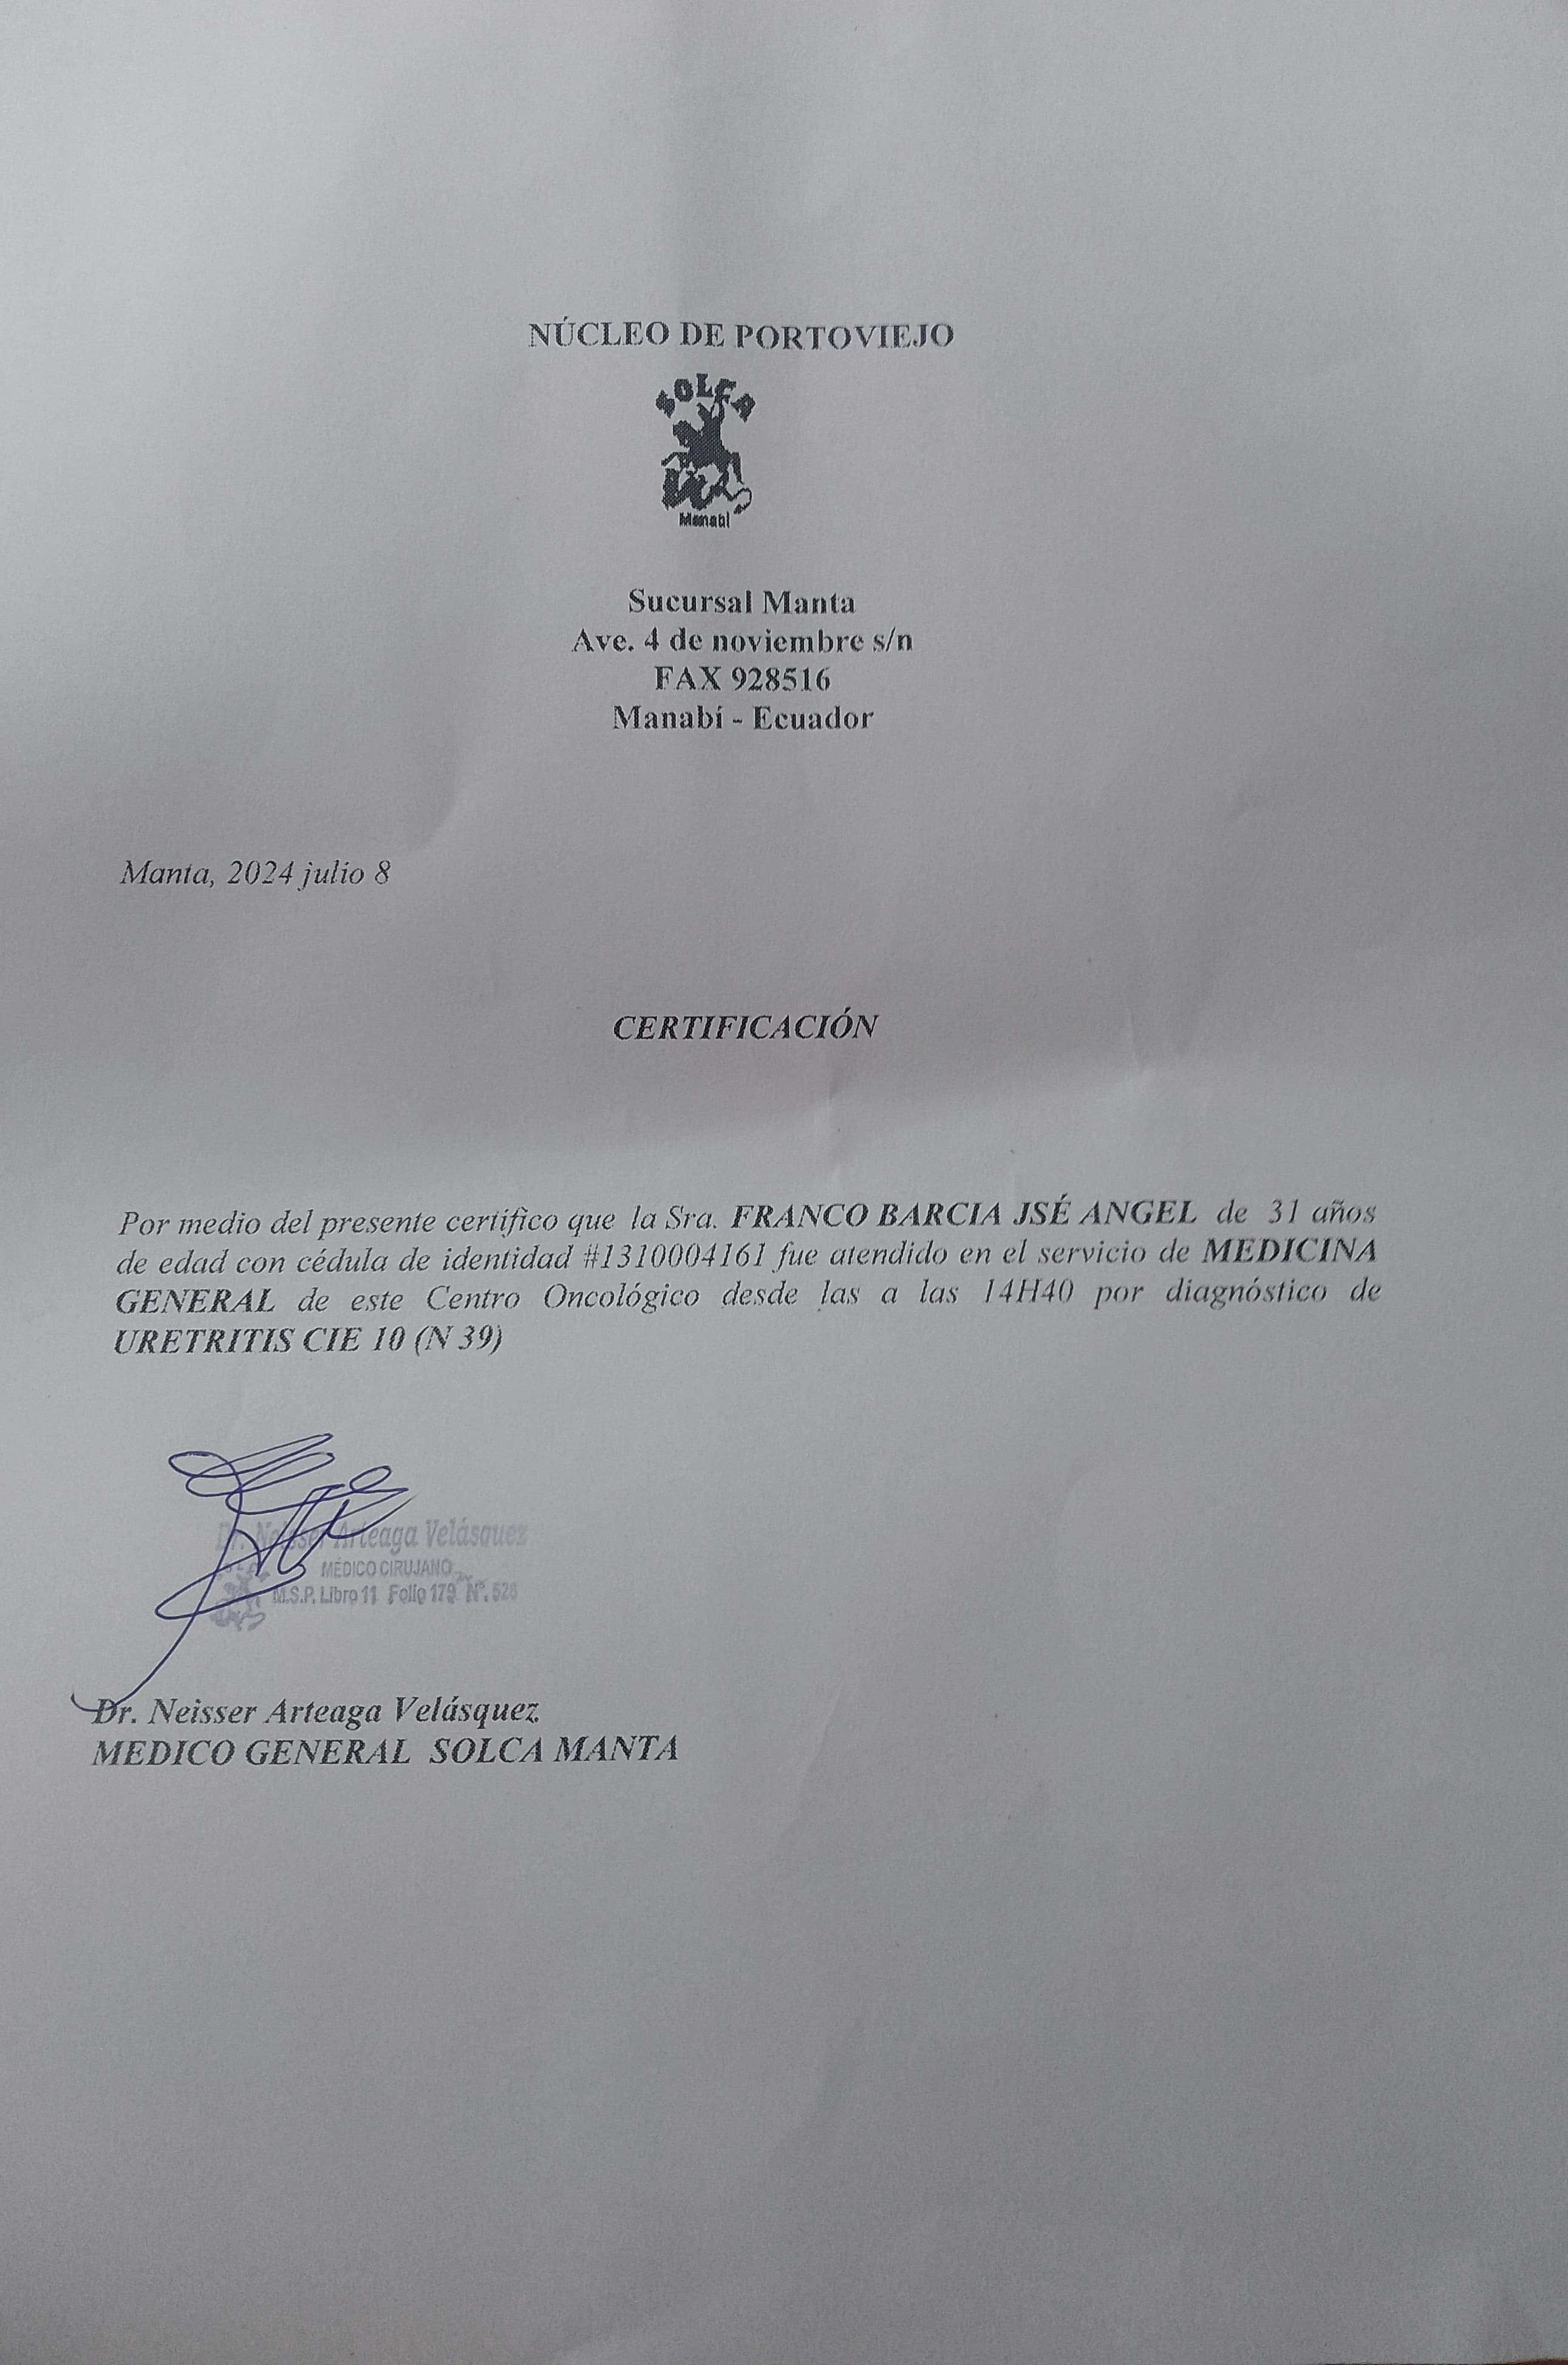 NÚCLEO DE PORTOVIEJO
SOLCA
Manabí
Sucursal Manta
Ave. 4 de noviembre s/n
FAX 928516
Manabí - Ecuador
Manta, 2024 julio 8
CERTIFICACIÓN
Por medio del presente certifico que la Sra. FRANCO BARCIA JSÉ ANGEL de 31 años
de edad con cédula de identidad #1310004161 fue atendido en el servicio de MEDICINA
GENERAL de este Centro Oncológico desde las a las 14H40 por diagnóstico de
URETRITIS CIE 10 (N 39)
Dr. Neisser Arteaga Velásquez
MÉDICO CIRUJANO
M.S.P. Libro 11 Folio 179 N°. 526
Dr. Neisser Arteaga Velásquez
MEDICO GENERAL SOLCA MANTA